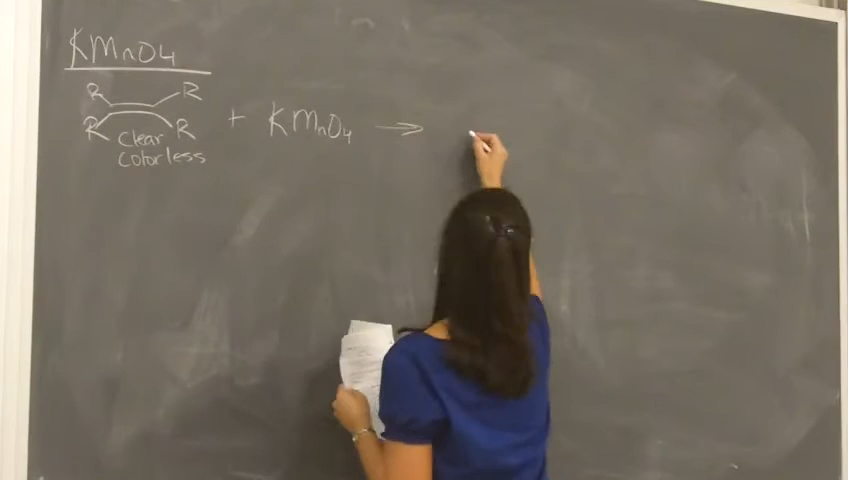 KMnO4
R R
R R + KMnO4 →
Clear
colorless